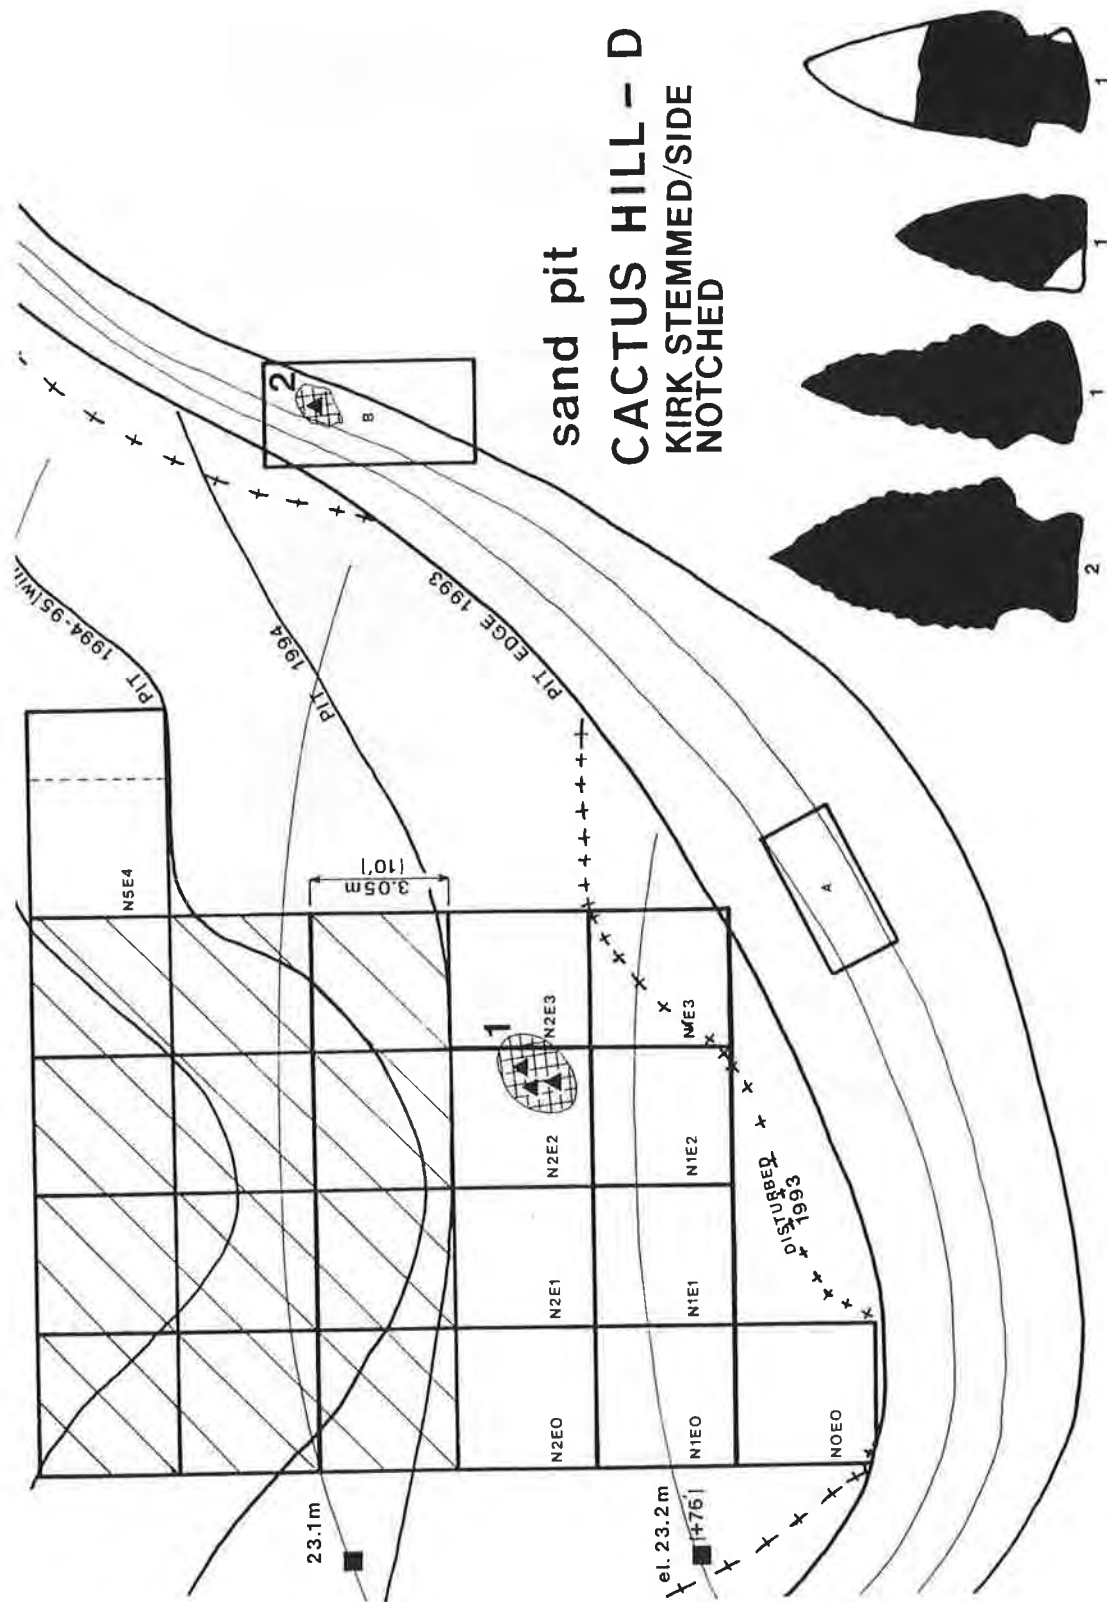 sand pit
CACTUS HILL - D
KIRK STEMMED/SIDE
NOTCHED
PIT 1994-95
PIT 1994
PIT EDGE 1993
DISTURBED
1993
N5E4
3.05m
(10')
N2E0
N2E1
N2E2
N2E3
N1E0
N1E1
N1E2
N1E3
N0E0
23.1m
el. 23.2m
(+76')
1
2
A
B
2
1
1
1